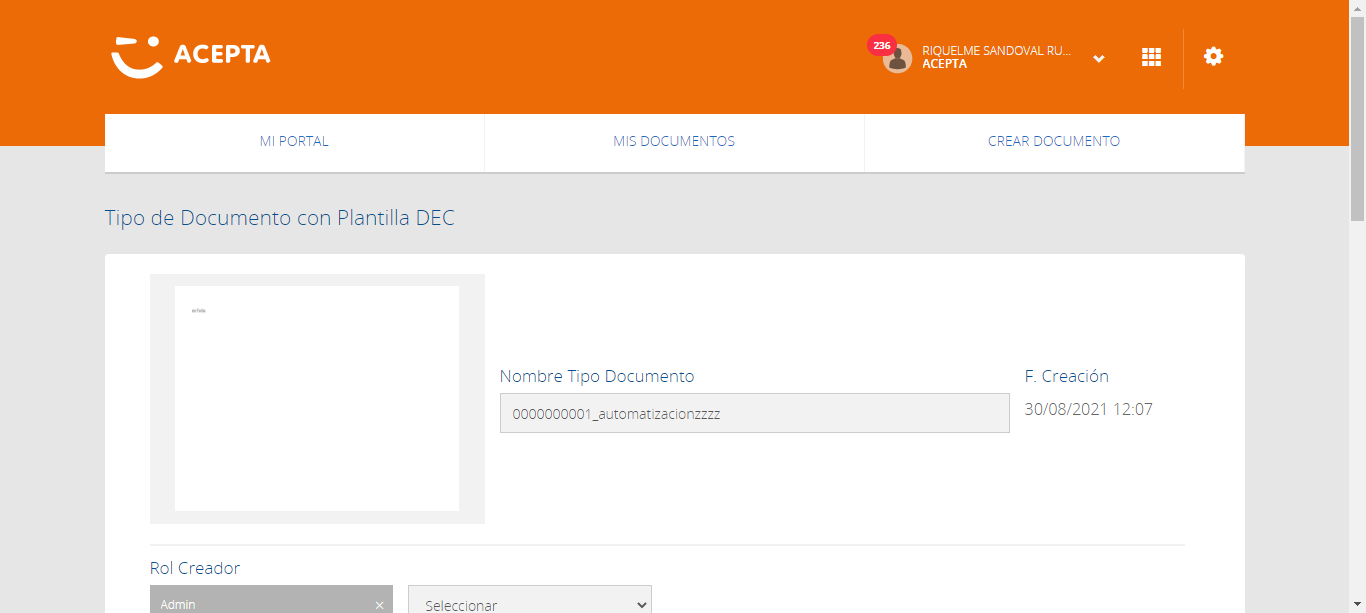 ACEPTA
236
RIQUELME SANDOVAL RU...
ACEPTA
MI PORTAL
MIS DOCUMENTOS
CREAR DOCUMENTO
Tipo de Documento con Plantilla DEC
Nombre Tipo Documento
F. Creación
0000000001_automatizacionzzzz
30/08/2021 12:07
Rol Creador
Admin ×
Seleccionar